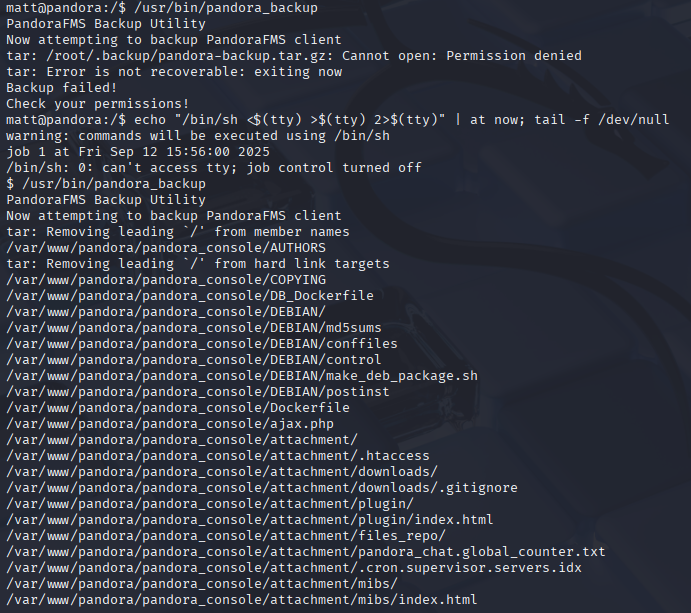 matt@pandora:/$ /usr/bin/pandora_backup
PandoraFMS Backup Utility
Now attempting to backup PandoraFMS client
tar: /root/.backup/pandora-backup.tar.gz: Cannot open: Permission denied
tar: Error is not recoverable: exiting now
Backup failed!
Check your permissions!
matt@pandora:/$ echo "/bin/sh <$(tty) >$(tty) 2>$(tty)" | at now; tail -f /dev/null
warning: commands will be executed using /bin/sh
job 1 at Fri Sep 12 15:56:00 2025
/bin/sh: 0: can't access tty; job control turned off
$ /usr/bin/pandora_backup
PandoraFMS Backup Utility
Now attempting to backup PandoraFMS client
tar: Removing leading `/' from member names
/var/www/pandora/pandora_console/AUTHORS
tar: Removing leading `/' from hard link targets
/var/www/pandora/pandora_console/COPYING
/var/www/pandora/pandora_console/DB_Dockerfile
/var/www/pandora/pandora_console/DEBIAN/
/var/www/pandora/pandora_console/DEBIAN/md5sums
/var/www/pandora/pandora_console/DEBIAN/conffiles
/var/www/pandora/pandora_console/DEBIAN/control
/var/www/pandora/pandora_console/DEBIAN/make_deb_package.sh
/var/www/pandora/pandora_console/DEBIAN/postinst
/var/www/pandora/pandora_console/Dockerfile
/var/www/pandora/pandora_console/ajax.php
/var/www/pandora/pandora_console/attachment/
/var/www/pandora/pandora_console/attachment/.htaccess
/var/www/pandora/pandora_console/attachment/downloads/
/var/www/pandora/pandora_console/attachment/downloads/.gitignore
/var/www/pandora/pandora_console/attachment/plugin/
/var/www/pandora/pandora_console/attachment/plugin/index.html
/var/www/pandora/pandora_console/attachment/files_repo/
/var/www/pandora/pandora_console/attachment/pandora_chat.global_counter.txt
/var/www/pandora/pandora_console/attachment/.cron.supervisor.servers.idx
/var/www/pandora/pandora_console/attachment/mibs/
/var/www/pandora/pandora_console/attachment/mibs/index.html